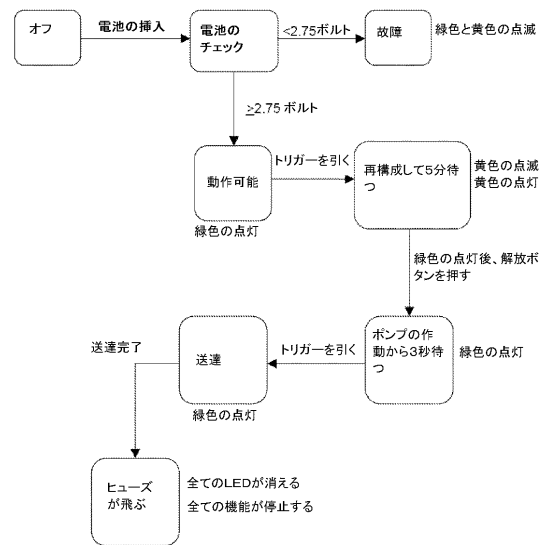 オフ
電池の挿入
電池の
チェック
<2.75ボルト
故障
緑色と黄色の点滅
≥2.75 ボルト
動作可能
緑色の点灯
トリガーを引く
再構成して5分待
つ
黄色の点滅
黄色の点灯
緑色の点灯後、解放ボ
タンを押す
ポンプの作
動から3秒待
つ
緑色の点灯
トリガーを引く
送達
緑色の点灯
送達完了
ヒューズ
が飛ぶ
全てのLEDが消える
全ての機能が停止する